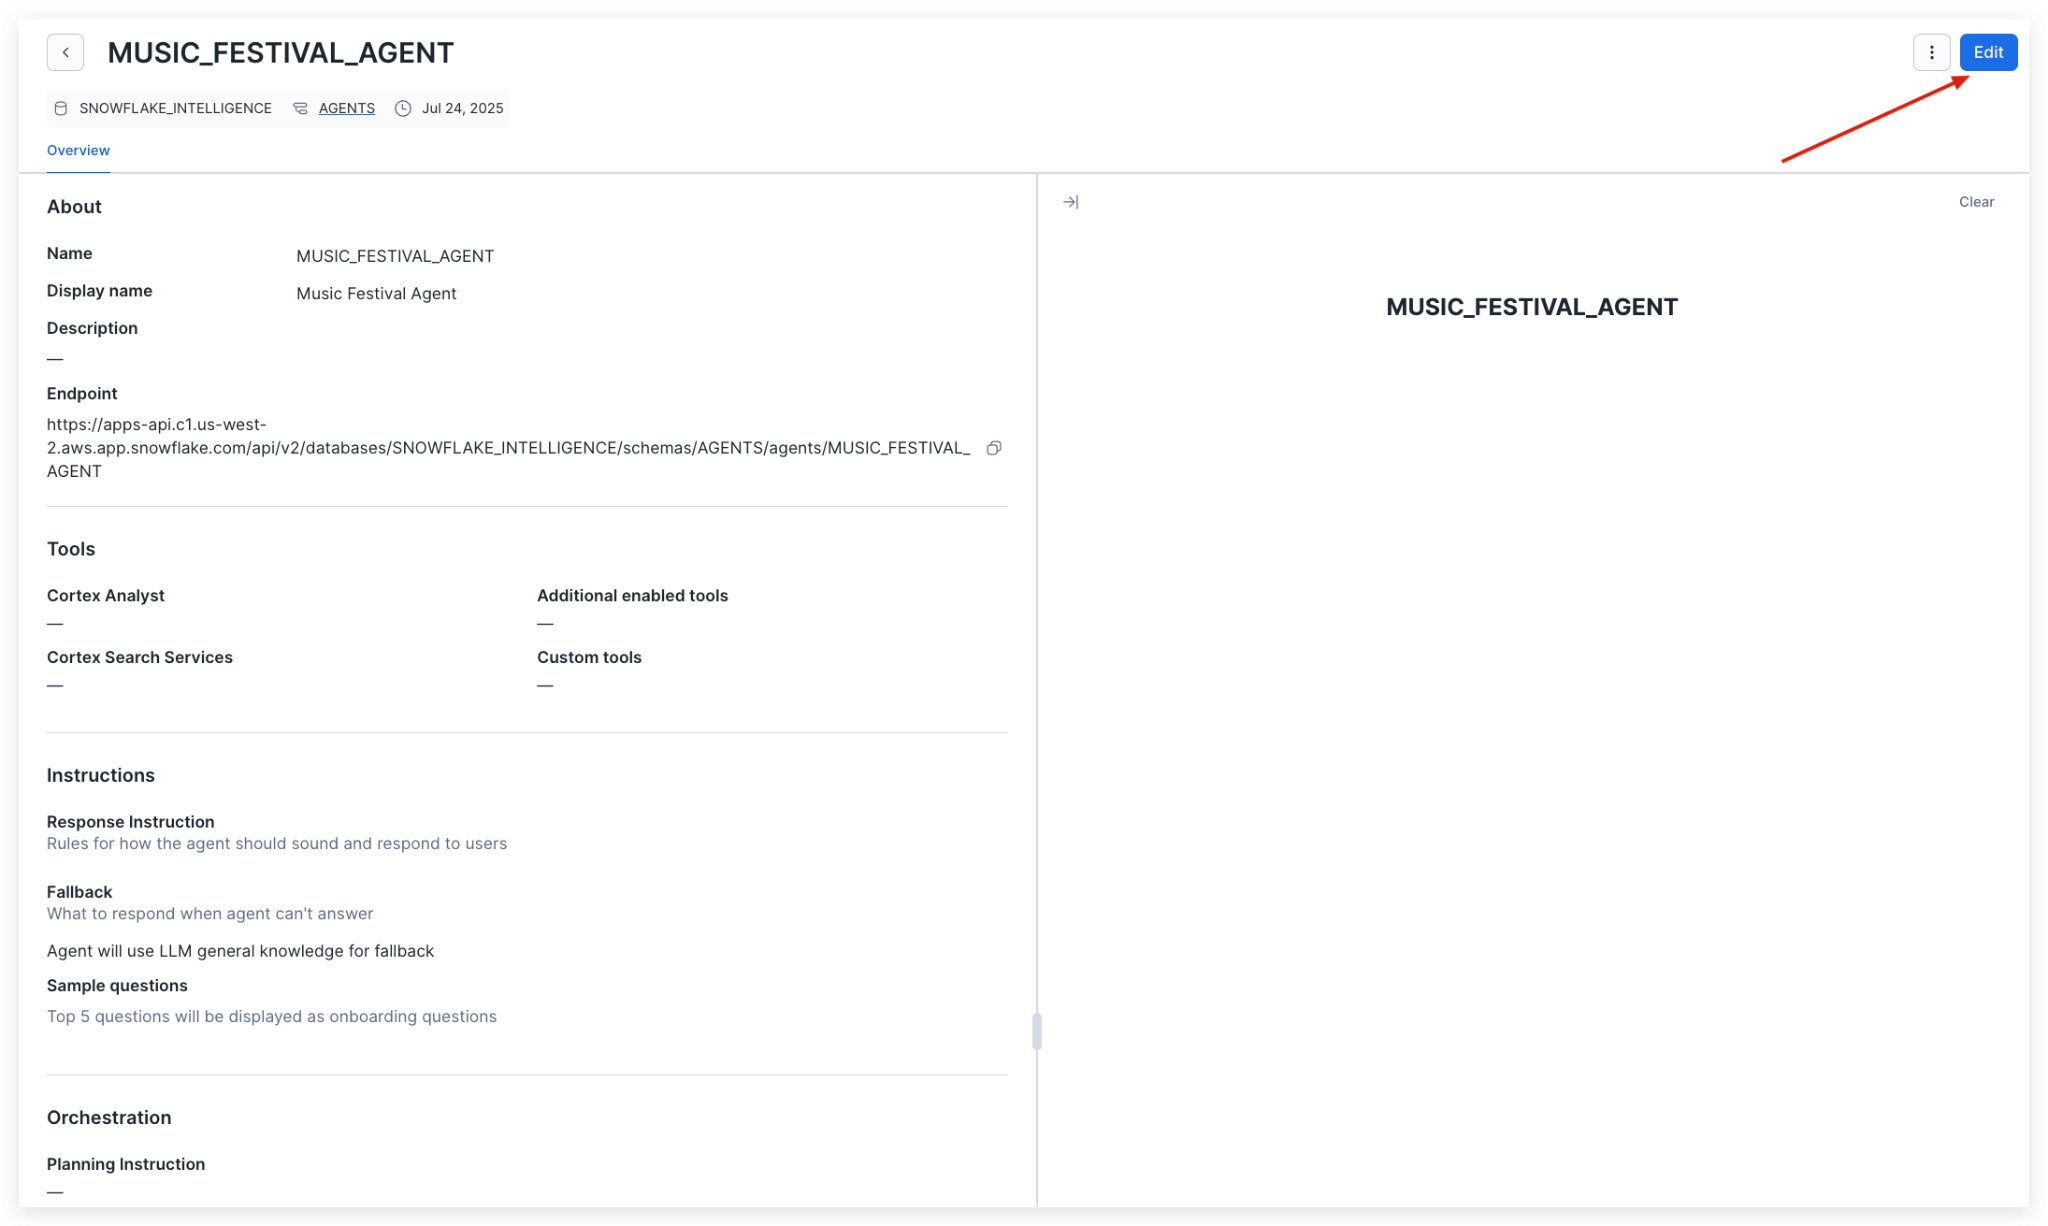 MUSIC_FESTIVAL_AGENT
Edit
SNOWFLAKE_INTELLIGENCE AGENTS Jul 24, 2025
Overview
About
Name MUSIC_FESTIVAL_AGENT
Display name Music Festival Agent
Description
—
Endpoint
https://apps-api.c1.us-west-
2.aws.app.snowflake.com/api/v2/databases/SNOWFLAKE_INTELLIGENCE/schemas/AGENTS/agents/MUSIC_FESTIVAL_
AGENT
Tools
Cortex Analyst
—
Additional enabled tools
—
Cortex Search Services
—
Custom tools
—
Instructions
Response Instruction
Rules for how the agent should sound and respond to users
Fallback
What to respond when agent can't answer
Agent will use LLM general knowledge for fallback
Sample questions
Top 5 questions will be displayed as onboarding questions
Orchestration
Planning Instruction
—
Clear
MUSIC_FESTIVAL_AGENT